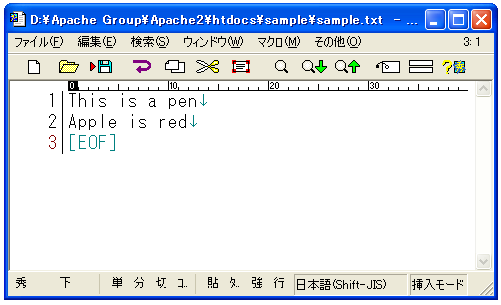 D:¥Apache Group¥Apache2¥htdocs¥sample¥sample.txt - ...
ファイル(F) 編集(E) 検索(S) ウィンドウ(W) マクロ(M) その他(O) 3: 1
0 10 20 30
1 This is a pen↓
2 Apple is red↓
3 [EOF]
秀 下 単 分 切 コ. 貼 タ. 強 行 日本語(Shift-JIS) 挿入モード